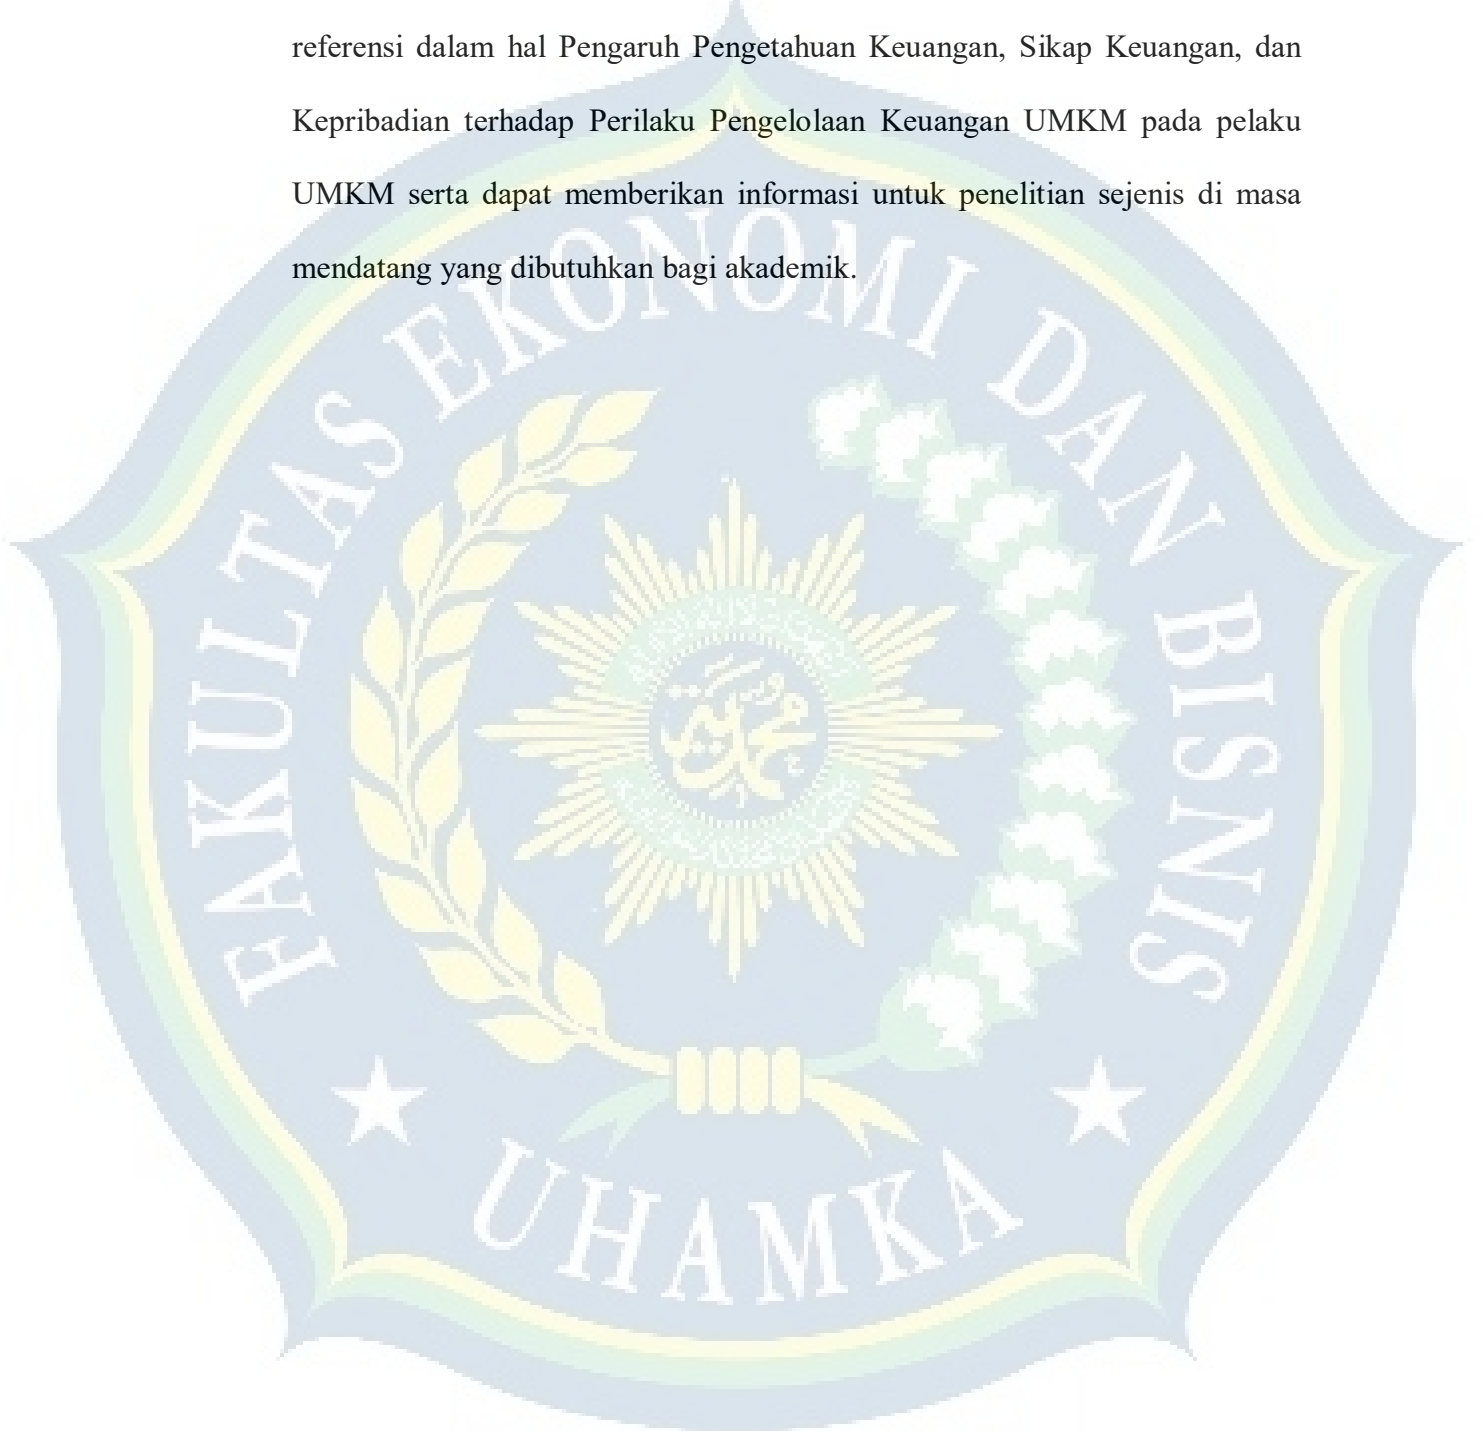 referensi dalam hal Pengaruh Pengetahuan Keuangan, Sikap Keuangan, dan
Kepribadian terhadap Perilaku Pengelolaan Keuangan UMKM pada pelaku
UMKM serta dapat memberikan informasi untuk penelitian sejenis di masa
mendatang yang dibutuhkan bagi akademik.
FAKULTAS EKONOMI DAN BISNIS
UHAMKA